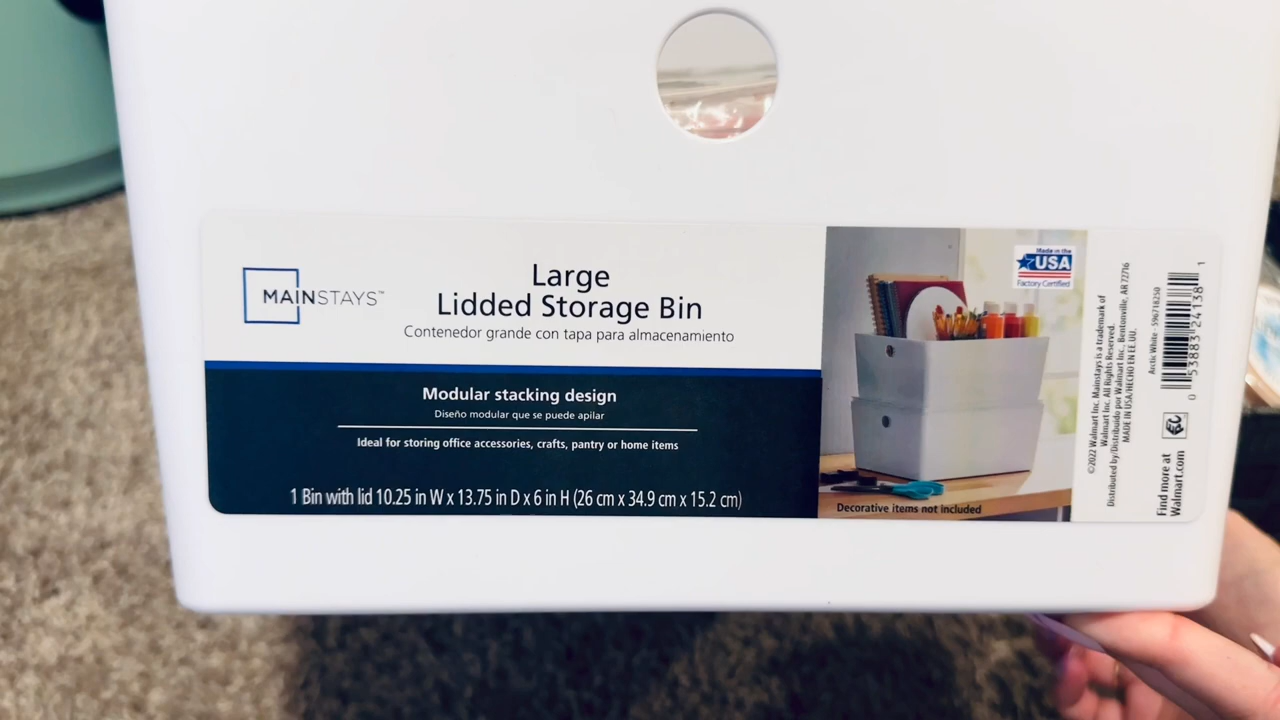 MAINSTAYS™
Large
Lidded Storage Bin
Contenedor grande con tapa para almacenamiento
Modular stacking design
Diseño modular que se puede apilar
Ideal for storing office accessories, crafts, pantry or home items
1 Bin with lid 10.25 in W x 13.75 in D x 6 in H (26 cm x 34.9 cm x 15.2 cm)
Made in the
USA
Factory Certified
Decorative items not included
©2022 Walmart Inc. Mainstays is a trademark of
Walmart Inc. All Rights Reserved.
Distributed by/Distribuido por Walmart Inc., Bentonville, AR 72716
MADE IN USA/HECHO EN EE.UU.
Arctic White - 596718250
0 53883 24138 1
Find more at
Walmart.com